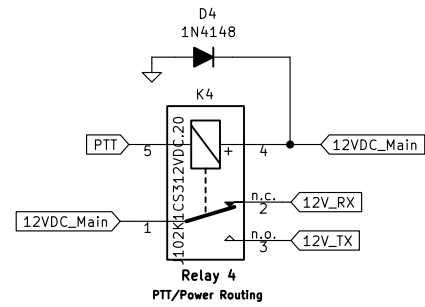 D4
1N4148
K4
PTT
5
+
4
12VDC_Main
J102K1CS312VDC.20
n.c.
2
12V_RX
12VDC_Main
1
n.o.
3
12V_TX
Relay 4
PTT/Power Routing